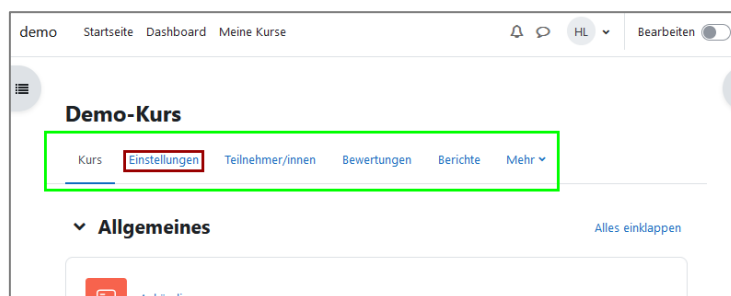 demo Startseite Dashboard Meine Kurse HL Bearbeiten
Demo-Kurs
Kurs Einstellungen Teilnehmer/innen Bewertungen Berichte Mehr
Allgemeines Alles einklappen